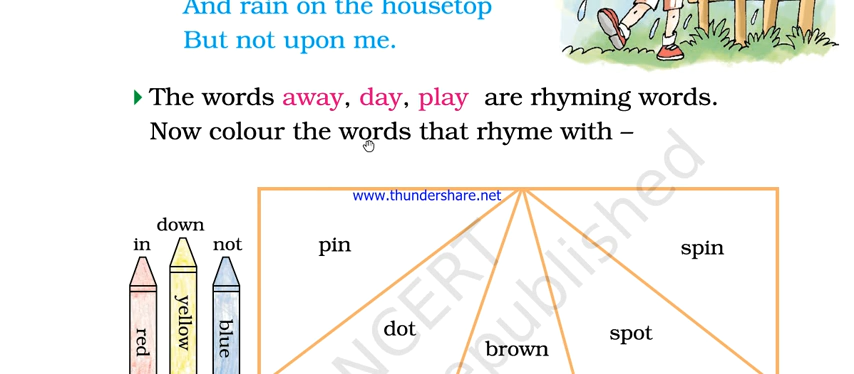 And rain on the housetop
But not upon me.
The words away, day, play are rhyming words.
Now colour the words that rhyme with –
www.thundershare.net
down
in
not
pin
spin
yellow
red
blue
dot
spot
brown
NCERT
republished